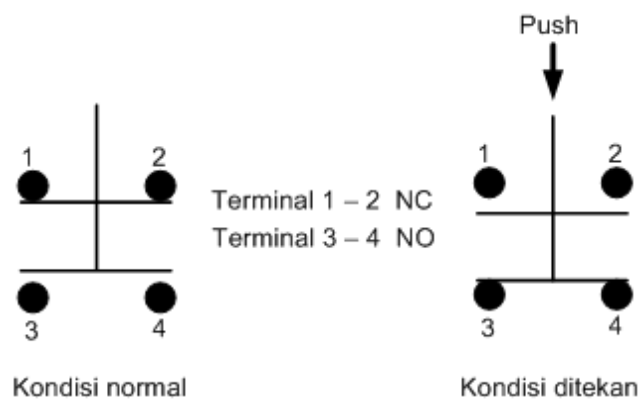 Push
1 2
1 2
Terminal 1 – 2 NC
Terminal 3 – 4 NO
3 4
3 4
Kondisi normal
Kondisi ditekan